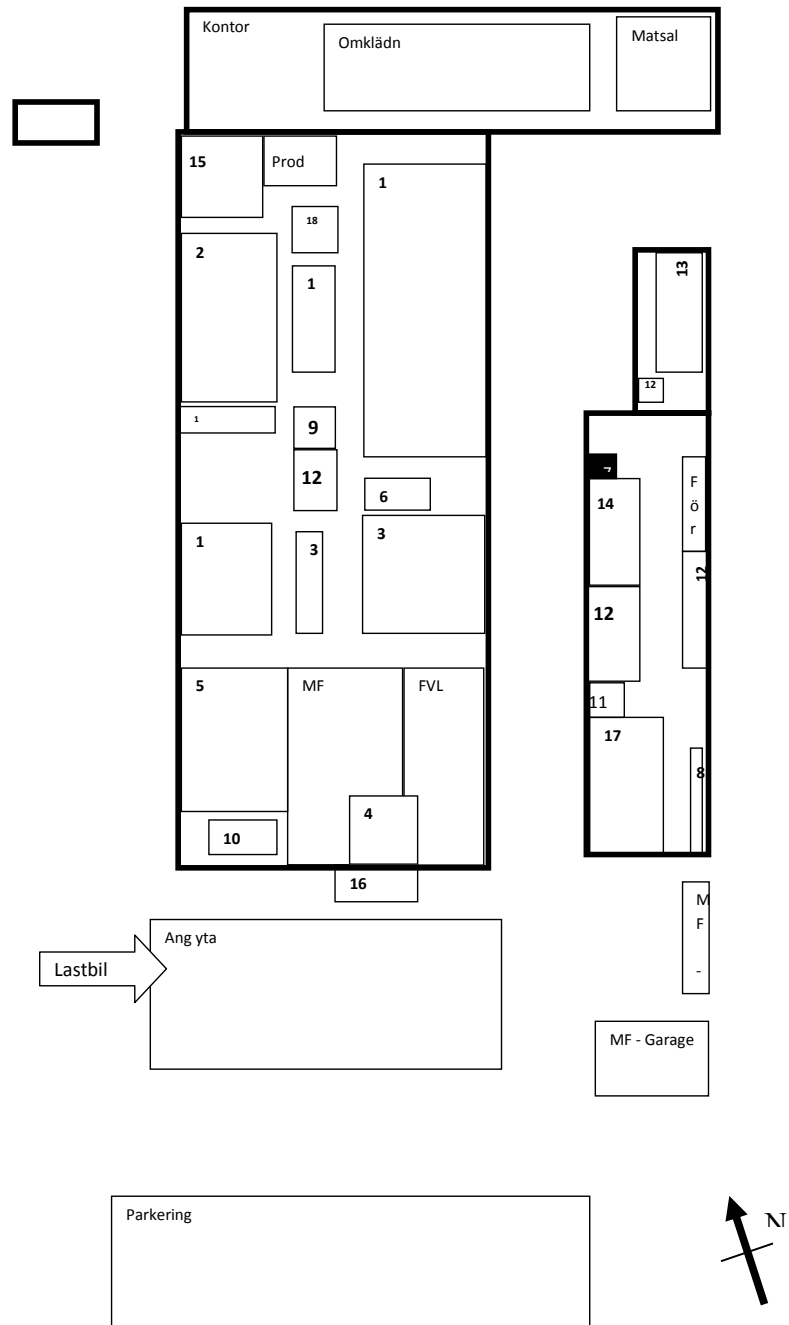 Kontor
Omklädn
Matsal
15
Prod
1
18
2
1
13
12
1
9
12
7
14
F
ö
r
6
3
1
3
12
12
11
5
MF
FVL
17
8
4
10
16
M
F
-
Ang yta
Lastbil
MF - Garage
Parkering
N